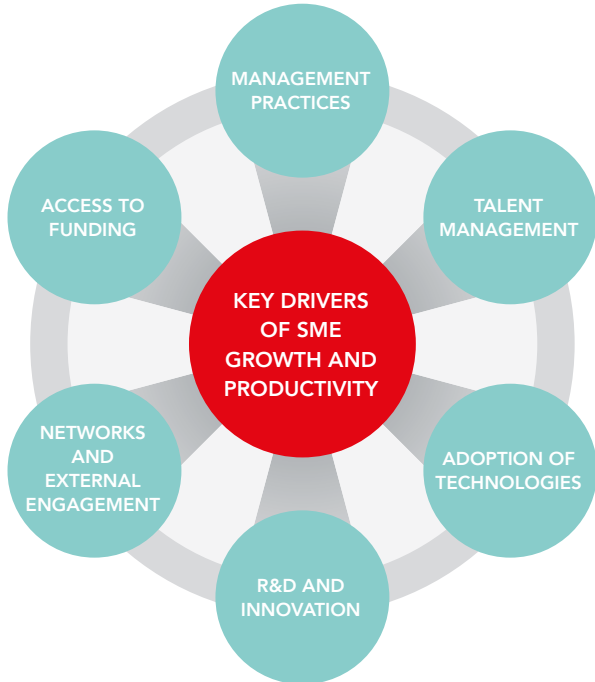 MANAGEMENT
PRACTICES
ACCESS TO
FUNDING
TALENT
MANAGEMENT
KEY DRIVERS
OF SME
GROWTH AND
PRODUCTIVITY
NETWORKS
AND
EXTERNAL
ENGAGEMENT
ADOPTION OF
TECHNOLOGIES
R&D AND
INNOVATION